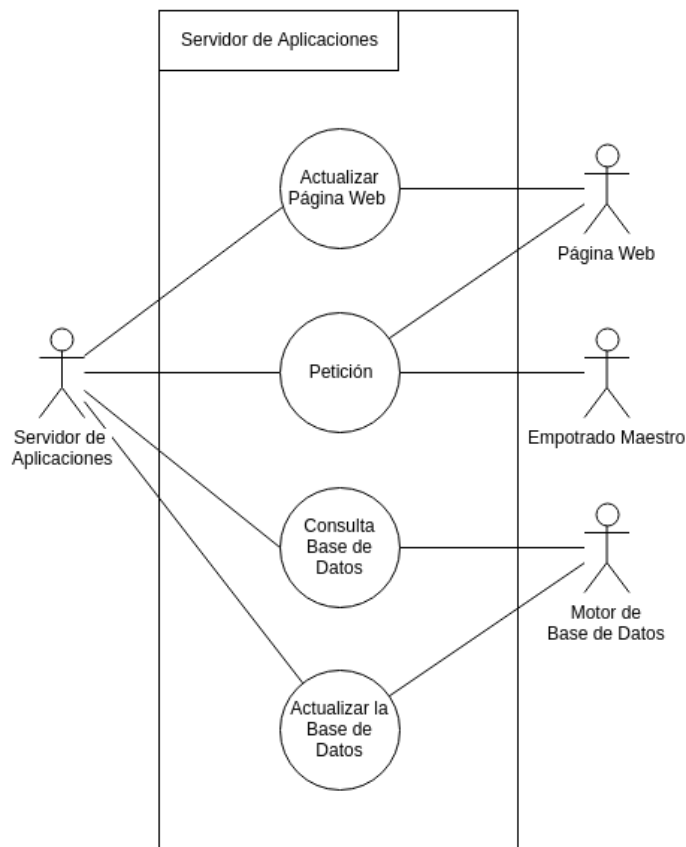 Servidor de Aplicaciones
Actualizar
Página Web
Página Web
Petición
Servidor de
Aplicaciones
Empotrado Maestro
Consulta
Base de
Datos
Motor de
Base de Datos
Actualizar la
Base de
Datos